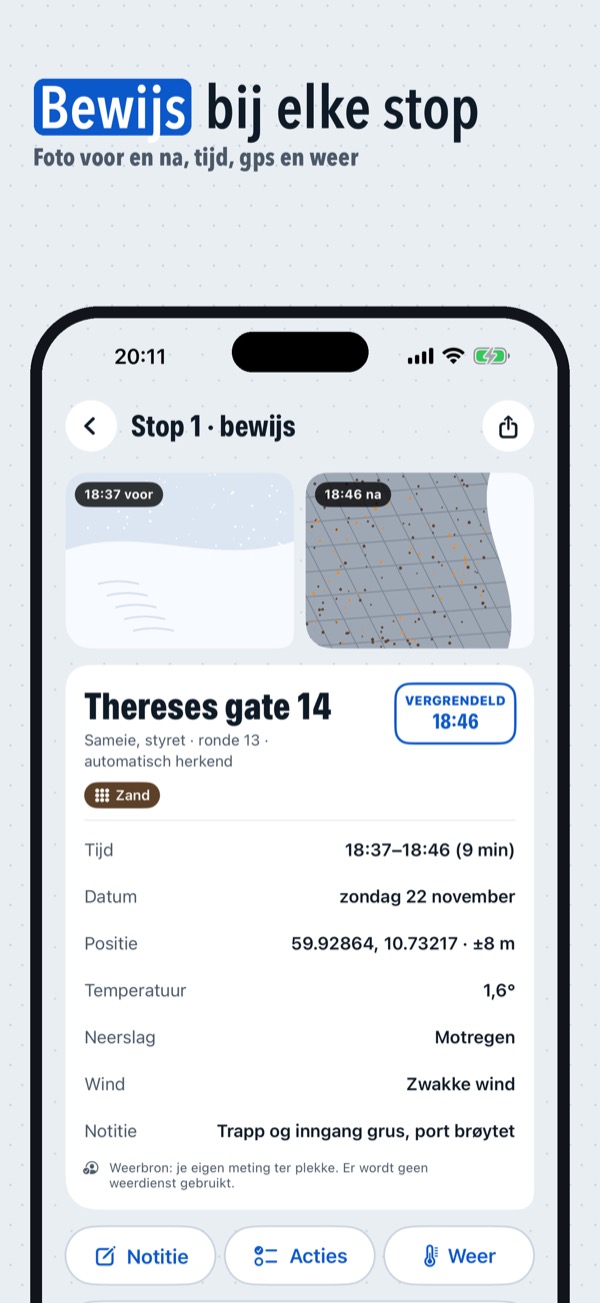 Bewijs bij elke stop
Foto voor en na, tijd, gps en weer
20:11
Stop 1 · bewijs
18:37 voor
18:46 na
Thereses gate 14
VERGRENDELD
18:46
Sameie, styret · ronde 13 ·
automatisch herkend
Zand
Tijd 18:37–18:46 (9 min)
Datum zondag 22 november
Positie 59.92864, 10.73217 · ±8 m
Temperatuur 1,6°
Neerslag Motregen
Wind Zwakke wind
Notitie Trapp og inngang grus, port brøytet
Weerbron: je eigen meting ter plekke. Er wordt geen
weerdienst gebruikt.
Notitie
Acties
Weer